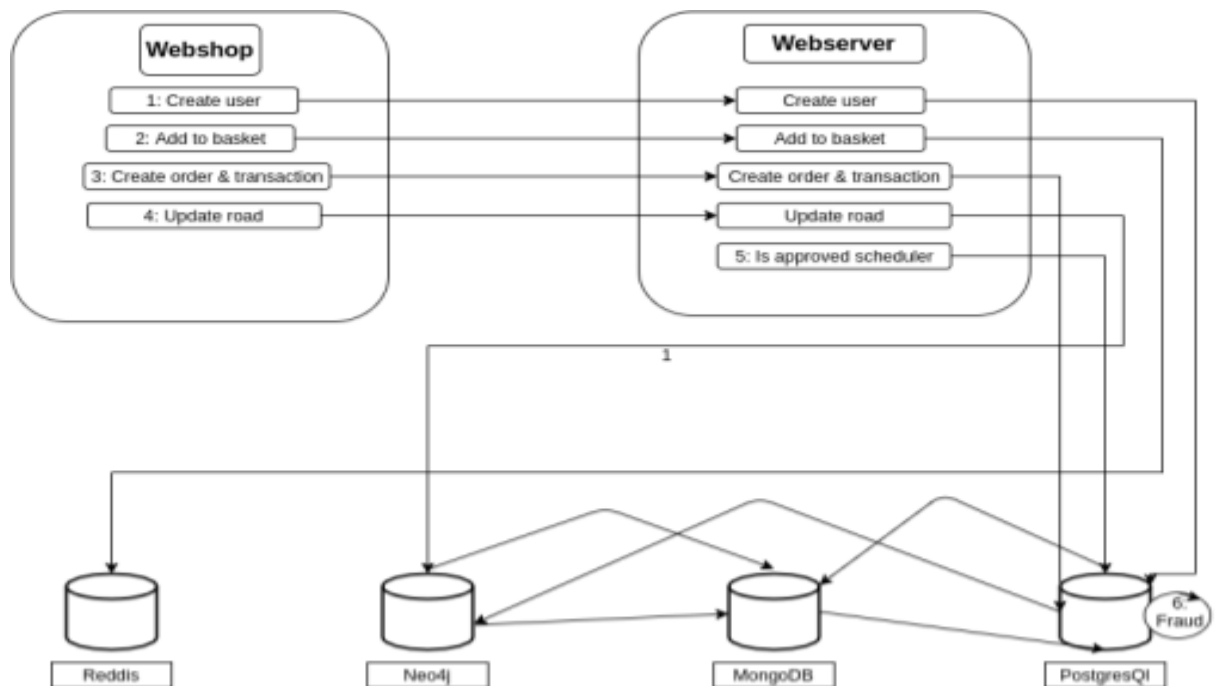 Webshop
Webserver
1: Create user
Create user
2: Add to basket
Add to basket
3: Create order & transaction
Create order & transaction
4: Update road
Update road
5: Is approved scheduler
1
6:
Fraud
Reddis
Neo4j
MongoDB
PostgresQl